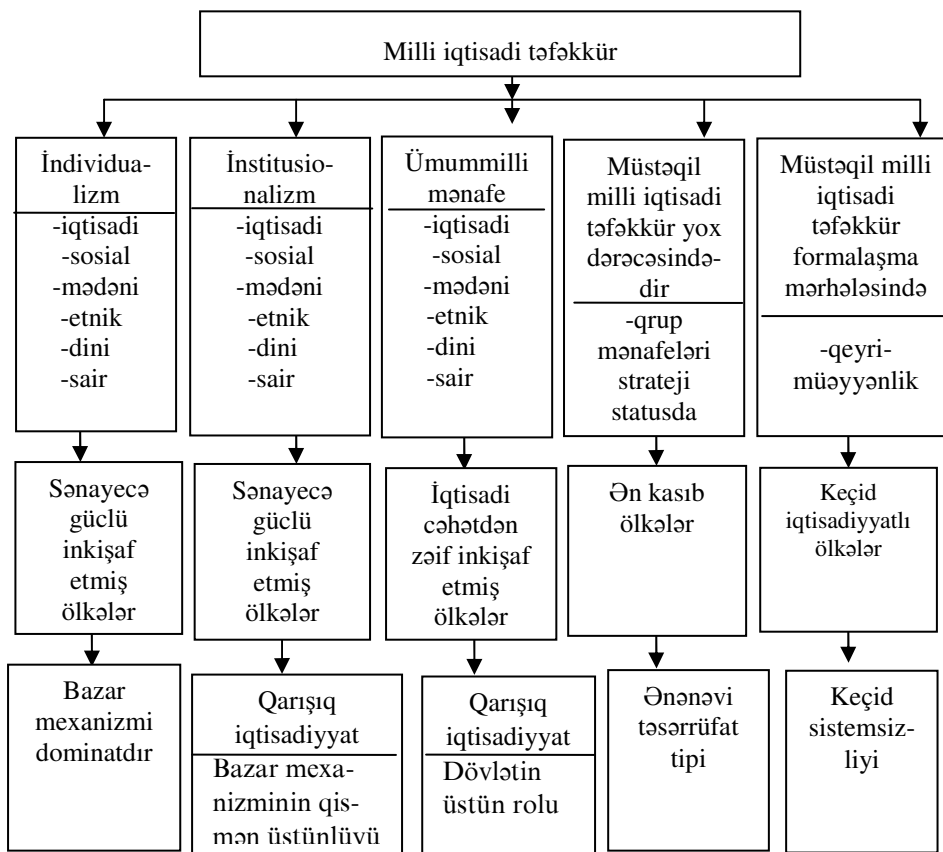 Milli iqtisadi təfəkkür
İndividua-
lizm
-iqtisadi
-sosial
-mədəni
-etnik
-dini
-sair
İnstitusio-
nalizm
-iqtisadi
-sosial
-mədəni
-etnik
-dini
-sair
Ümummilli
mənafe
-iqtisadi
-sosial
-mədəni
-etnik
-dini
-sair
Müstəqil
milli iqtisadi
təfəkkür yox
dərəcəsində-
dir
-qrup
mənafeləri
strateji
statusda
Müstəqil milli
iqtisadi
təfəkkür
formalaşma
mərhələsində
-qeyri-
müəyyənlik
Sənayecə
güclü
inkişaf
etmiş
ölkələr
Sənayecə
güclü
inkişaf
etmiş
ölkələr
İqtisadi
cəhətdən
zəif inkişaf
etmiş
ölkələr
Ən kasıb
ölkələr
Keçid
iqtisadiyyatlı
ölkələr
Bazar
mexanizmi
dominatdır
Qarışıq
iqtisadiyyat
Bazar mexa-
nizminin qis-
mən üstünlüvü
Qarışıq
iqtisadiyyat
Dövlətin
üstün rolu
Ənənəvi
təsərrüfat
tipi
Keçid
sistemsiz-
liyi